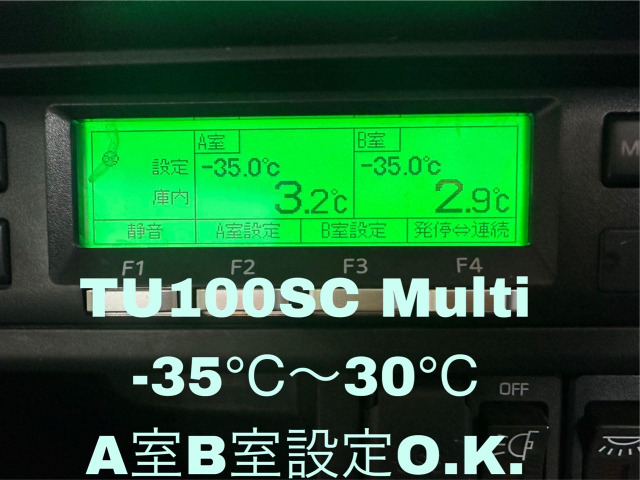 A室 B室
設定 -35.0℃ -35.0℃
庫内 3.2℃ 2.9℃
静音 A室設定 B室設定 発停⇔連続
M
F1 F2 F3 F4
TU100SC Multi
-35℃～30℃
OFF
A室B室設定O.K.